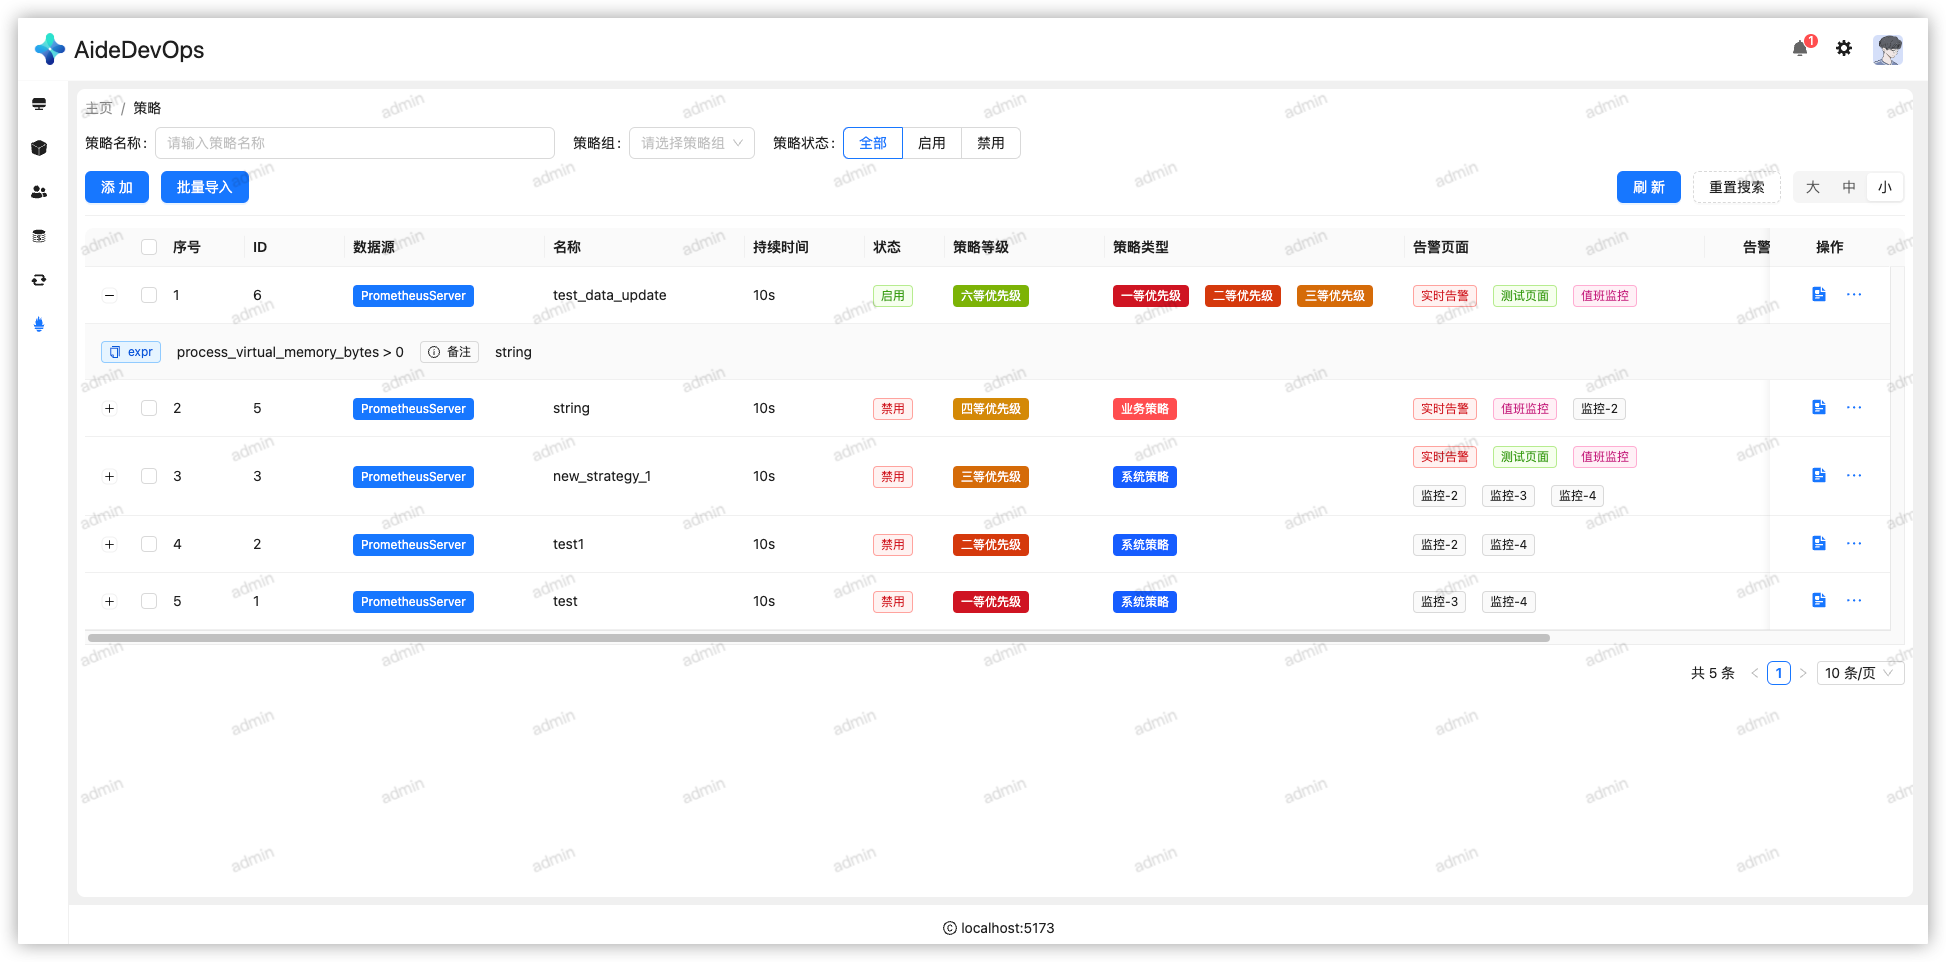 AideDevOps
1
主页 / 策略
策略名称: 请输入策略名称 策略组: 请选择策略组 策略状态: 全部 启用 禁用
添 加 批量导入 刷 新 重置搜索 大 中 小
序号 ID 数据源 名称 持续时间 状态 策略等级 策略类型 告警页面 告警 操作
1 6 PrometheusServer test_data_update 10s 启用 六等优先级 一等优先级 二等优先级 三等优先级 实时告警 测试页面 值班监控 ...
expr process_virtual_memory_bytes > 0 备注 string
2 5 PrometheusServer string 10s 禁用 四等优先级 业务策略 实时告警 值班监控 监控-2 ...
3 3 PrometheusServer new_strategy_1 10s 禁用 三等优先级 系统策略 实时告警 测试页面 值班监控 ...
监控-2 监控-3 监控-4
4 2 PrometheusServer test1 10s 禁用 二等优先级 系统策略 监控-2 监控-4 ...
5 1 PrometheusServer test 10s 禁用 一等优先级 系统策略 监控-3 监控-4 ...
共 5 条 < 1 > 10 条/页
© localhost:5173
admin